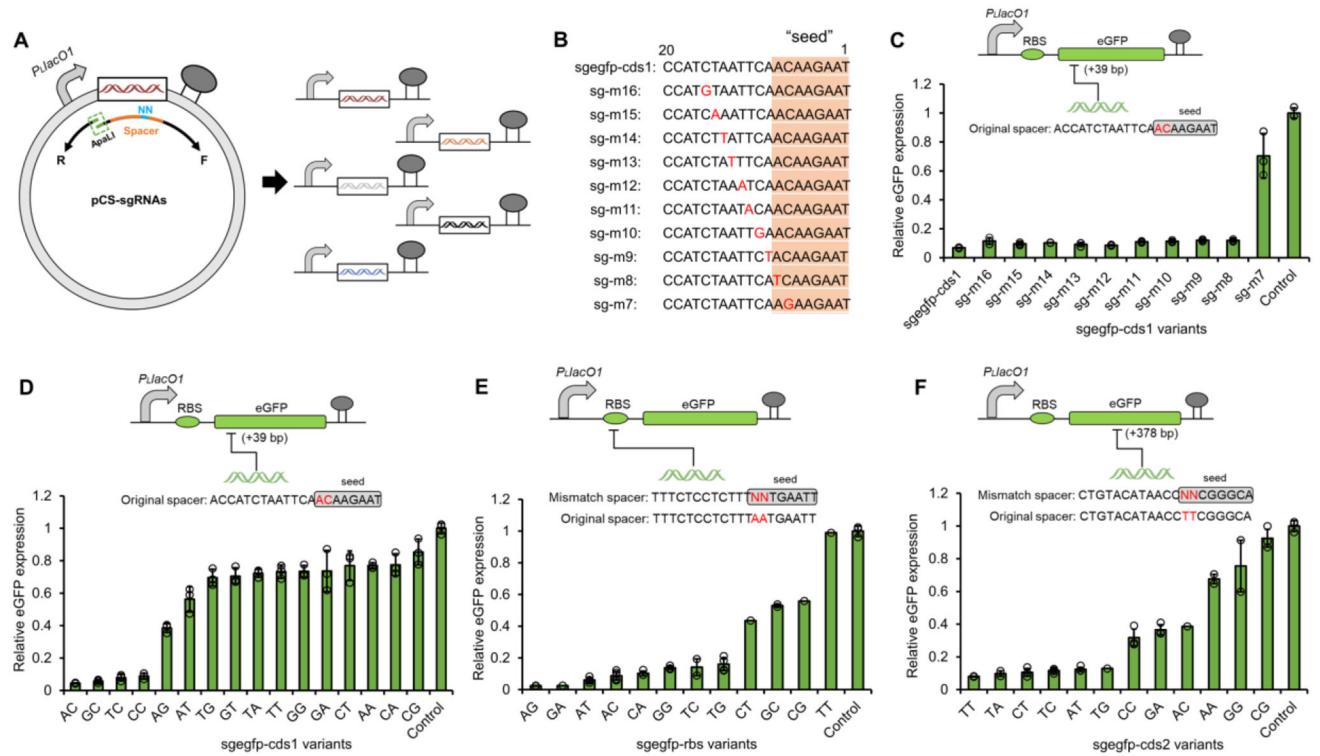 A
PLlacO1
NN
Spacer
ApaLI
R
F
pCS-sgRNAs
B
"seed"
20 1
sgegfp-cds1: CCATCTAATTCAACAAGAAT
sg-m16: CCATGTAATTCAACAAGAAT
sg-m15: CCATCAAATTCAACAAGAAT
sg-m14: CCATCTTATTCAACAAGAAT
sg-m13: CCATCTATTTCAACAAGAAT
sg-m12: CCATCTAAATCAACAAGAAT
sg-m11: CCATCTAATACAACAAGAAT
sg-m10: CCATCTAATTGAACAAGAAT
sg-m9: CCATCTAATTCTACAAGAAT
sg-m8: CCATCTAATTCATCAAGAAT
sg-m7: CCATCTAATTCAAGAAGAAT
C
PLlacO1
RBS eGFP
(+39 bp)
seed
Original spacer: ACCATCTAATTCAACAAGAAT
Relative eGFP expression
1.2
1
0.8
0.6
0.4
0.2
0
sgegfp-cds1 sg-m16 sg-m15 sg-m14 sg-m13 sg-m12 sg-m11 sg-m10 sg-m9 sg-m8 sg-m7 Control
sgegfp-cds1 variants
D
PLlacO1
RBS eGFP
(+39 bp)
seed
Original spacer: ACCATCTAATTCAACAAGAAT
Relative eGFP expression
1.2
1
0.8
0.6
0.4
0.2
0
AC GC TC CC AG AT TG GT TA TT GG GA CT AA CA CG Control
sgegfp-cds1 variants
E
PLlacO1
RBS eGFP
seed
Mismatch spacer: TTTCTCCTCTTTNNTGAATT
Original spacer: TTTCTCCTCTTTAATGAATT
Relative eGFP expression
1.2
1
0.8
0.6
0.4
0.2
0
AG GA AT AC CA GG TC TG CT GC CG TT Control
sgegfp-rbs variants
F
PLlacO1
RBS eGFP
(+378 bp)
seed
Mismatch spacer: CTGTACATAACCNNCGGGCA
Original spacer: CTGTACATAACCTTCGGGCA
Relative eGFP expression
1.2
1
0.8
0.6
0.4
0.2
0
TT TA CT TC AT TG CC GA AC AA GG CG Control
sgegfp-cds2 variants